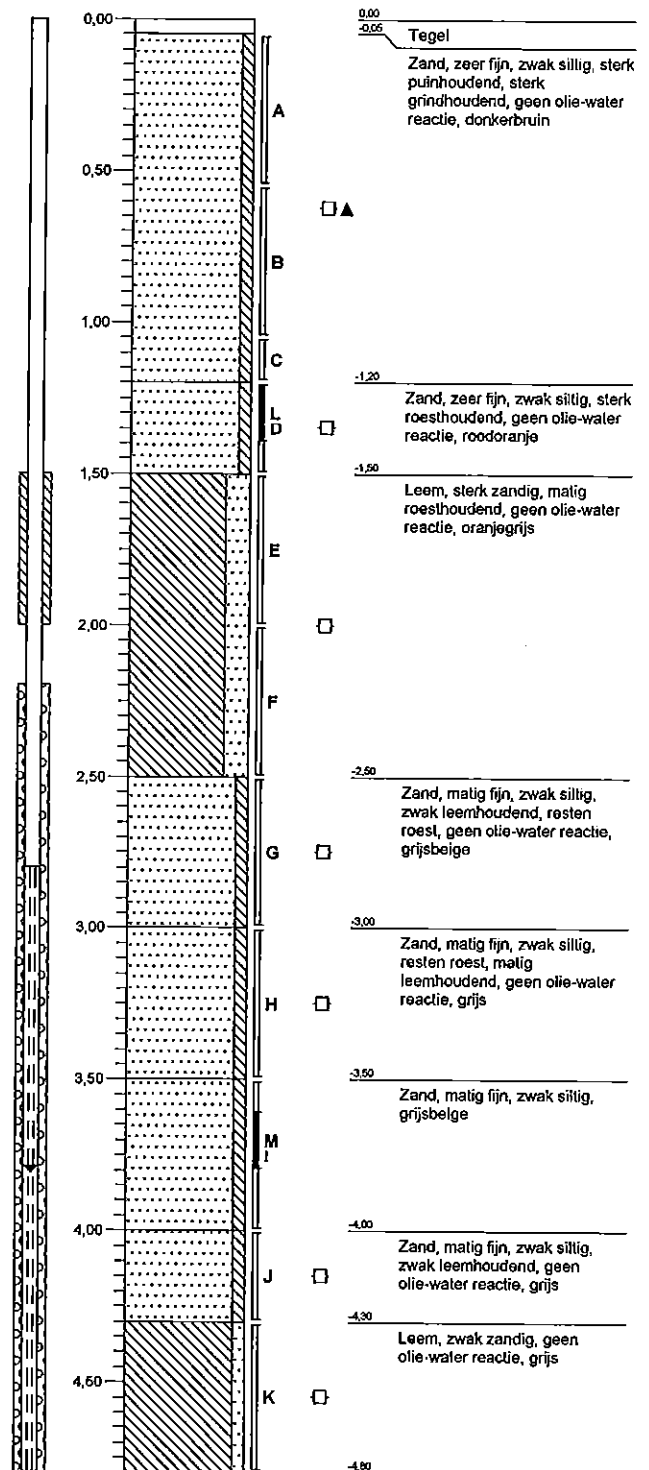 0,00
0,50
1,00
1,50
2,00
2,50
3,00
3,50
4,00
4,50
A
B
C
L
D
E
F
G
H
M
I
J
K
0,00
-0,05
Tegel
Zand, zeer fijn, zwak siltig, sterk
puinhoudend, sterk
grindhoudend, geen olie-water
reactie, donkerbruin
-1,20
Zand, zeer fijn, zwak siltig, sterk
roesthoudend, geen olie-water
reactie, roodoranje
-1,50
Leem, sterk zandig, matig
roesthoudend, geen olie-water
reactie, oranjegrijs
-2,50
Zand, matig fijn, zwak siltig,
zwak leemhoudend, resten
roest, geen olie-water reactie,
grijsbeige
-3,00
Zand, matig fijn, zwak siltig,
resten roest, matig
leemhoudend, geen olie-water
reactie, grijs
-3,50
Zand, matig fijn, zwak siltig,
grijsbeige
-4,00
Zand, matig fijn, zwak siltig,
zwak leemhoudend, geen
olie-water reactie, grijs
-4,30
Leem, zwak zandig, geen
olie-water reactie, grijs
-4,80